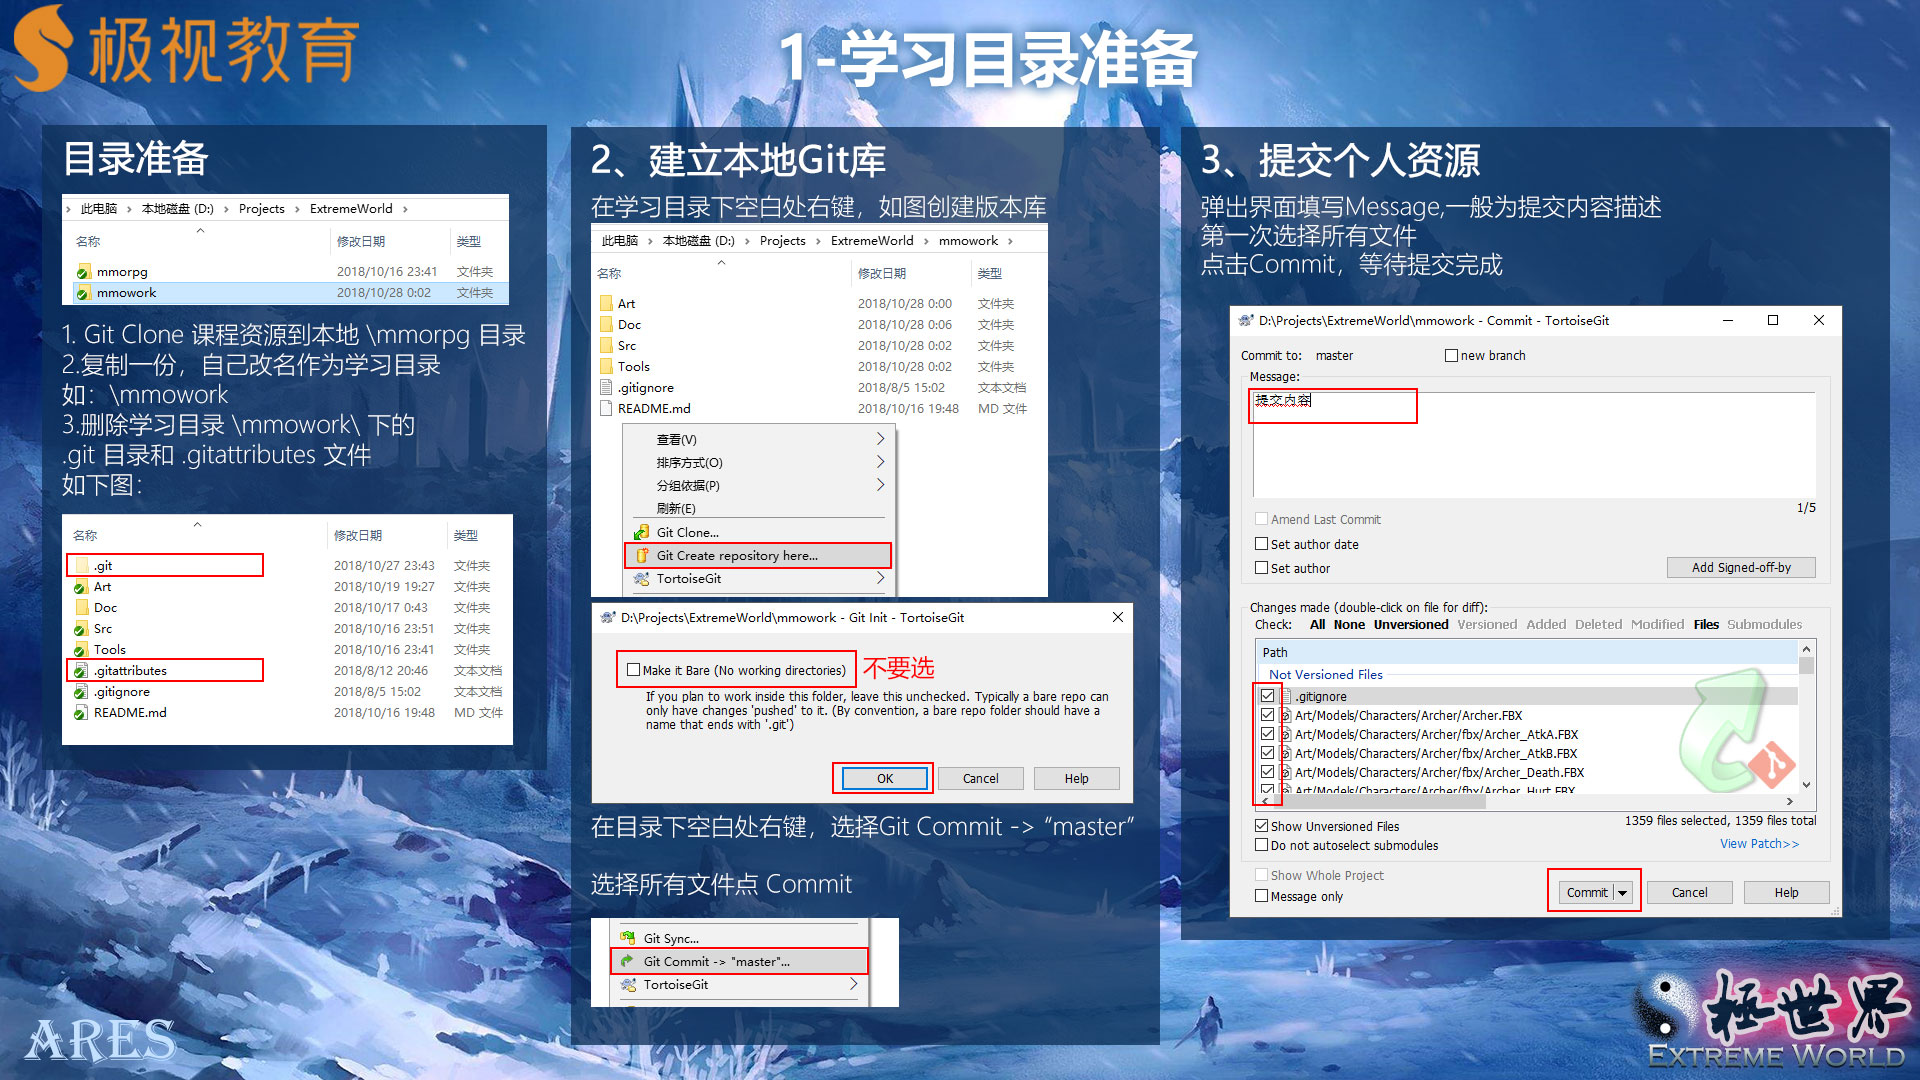 极视教育
1-学习目录准备
目录准备
› 此电脑 › 本地磁盘 (D:) › Projects › ExtremeWorld ›
名称 修改日期 类型
mmorpg 2018/10/16 23:41 文件夹
mmowork 2018/10/28 0:02 文件夹
1. Git Clone 课程资源到本地 \mmorpg 目录
2.复制一份，自己改名作为学习目录
如：\mmowork
3.删除学习目录 \mmowork\ 下的
.git 目录和 .gitattributes 文件
如下图：
名称 修改日期 类型
.git 2018/10/27 23:43 文件夹
Art 2018/10/19 19:27 文件夹
Doc 2018/10/17 0:43 文件夹
Src 2018/10/16 23:51 文件夹
Tools 2018/10/16 23:41 文件夹
.gitattributes 2018/8/12 20:46 文本文档
.gitignore 2018/8/5 15:02 文本文档
README.md 2018/10/16 19:48 MD 文件
2、建立本地Git库
在学习目录下空白处右键，如图创建版本库
此电脑 › 本地磁盘 (D:) › Projects › ExtremeWorld › mmowork ›
名称 修改日期 类型
Art 2018/10/28 0:00 文件夹
Doc 2018/10/28 0:06 文件夹
Src 2018/10/28 0:02 文件夹
Tools 2018/10/28 0:02 文件夹
.gitignore 2018/8/5 15:02 文本文档
README.md 2018/10/16 19:48 MD 文件
查看(V)
排序方式(O)
分组依据(P)
刷新(E)
Git Clone...
Git Create repository here...
TortoiseGit
D:\Projects\ExtremeWorld\mmowork - Git Init - TortoiseGit
Make it Bare (No working directories) 不要选
If you plan to work inside this folder, leave this unchecked. Typically a bare repo can
only have changes 'pushed' to it. (By convention, a bare repo folder should have a
name that ends with '.git')
OK Cancel Help
在目录下空白处右键，选择Git Commit -> “master”
选择所有文件点 Commit
Git Sync...
Git Commit -> "master"...
TortoiseGit
3、提交个人资源
弹出界面填写Message,一般为提交内容描述
第一次选择所有文件
点击Commit，等待提交完成
D:\Projects\ExtremeWorld\mmowork - Commit - TortoiseGit
Commit to: master new branch
Message:
提交内容
1/5
Amend Last Commit
Set author date
Set author Add Signed-off-by
Changes made (double-click on file for diff):
Check: All None Unversioned Versioned Added Deleted Modified Files Submodules
Path
Not Versioned Files
.gitignore
Art/Models/Characters/Archer/Archer.FBX
Art/Models/Characters/Archer/fbx/Archer_AtkA.FBX
Art/Models/Characters/Archer/fbx/Archer_AtkB.FBX
Art/Models/Characters/Archer/fbx/Archer_Death.FBX
Art/Models/Characters/Archer/fbx/Archer_Hurt.FBX
Show Unversioned Files 1359 files selected, 1359 files total
Do not autoselect submodules View Patch>>
Show Whole Project
Message only Commit Cancel Help
ARES
极世界
EXTREME WORLD